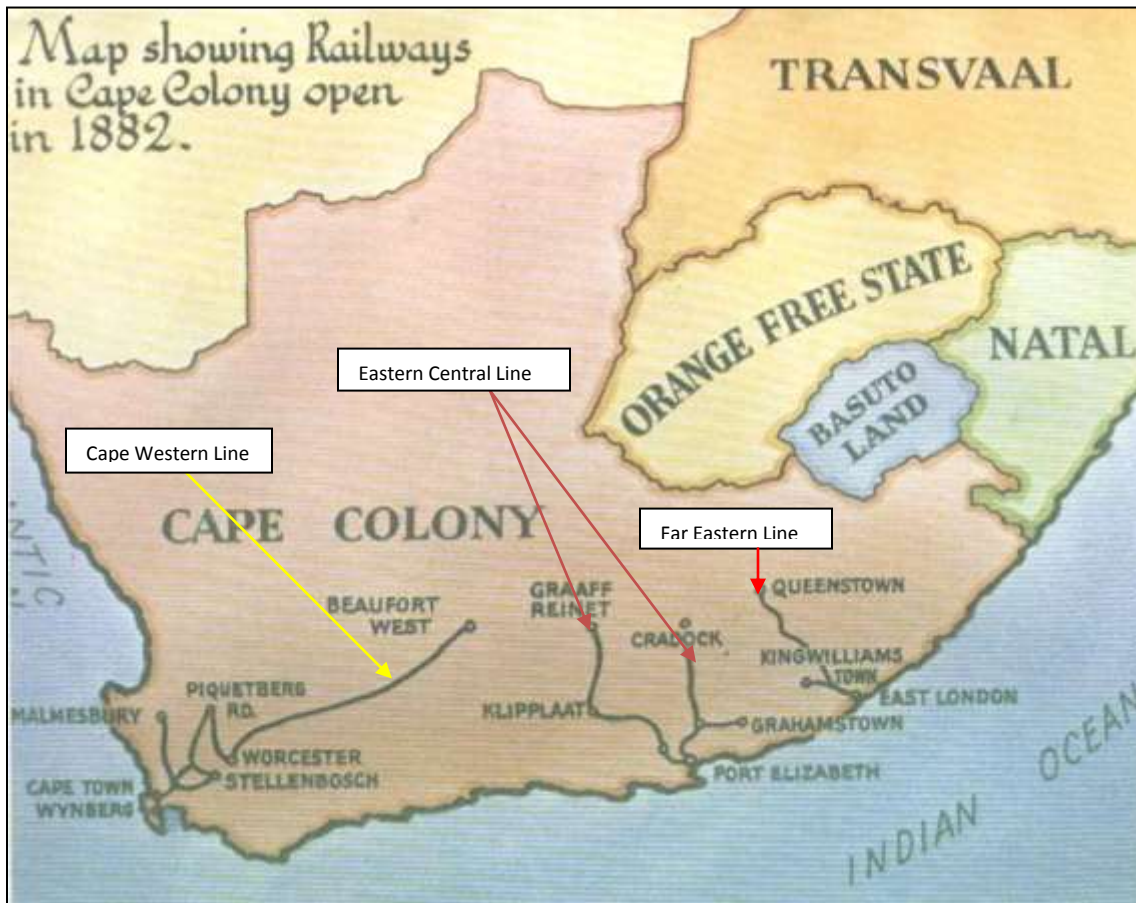 Map showing Railways
in Cape Colony open
in 1882.
TRANSVAAL
ORANGE FREE STATE
NATAL
BASUTO
LAND
Eastern Central Line
Cape Western Line
CAPE COLONY
Far Eastern Line
NTIC
BEAUFORT
WEST
GRAAFF
REINET
CRADOCK
QUEENSTOWN
KINGWILLIAMS
TOWN
EAST LONDON
PIQUETBERG
RD.
MALMESBURY
KLIPPLAAT
GRAHAMSTOWN
WORCESTER
STELLENBOSCH
CAPE TOWN
WYNBERG
PORT ELIZABETH
INDIAN OCEAN